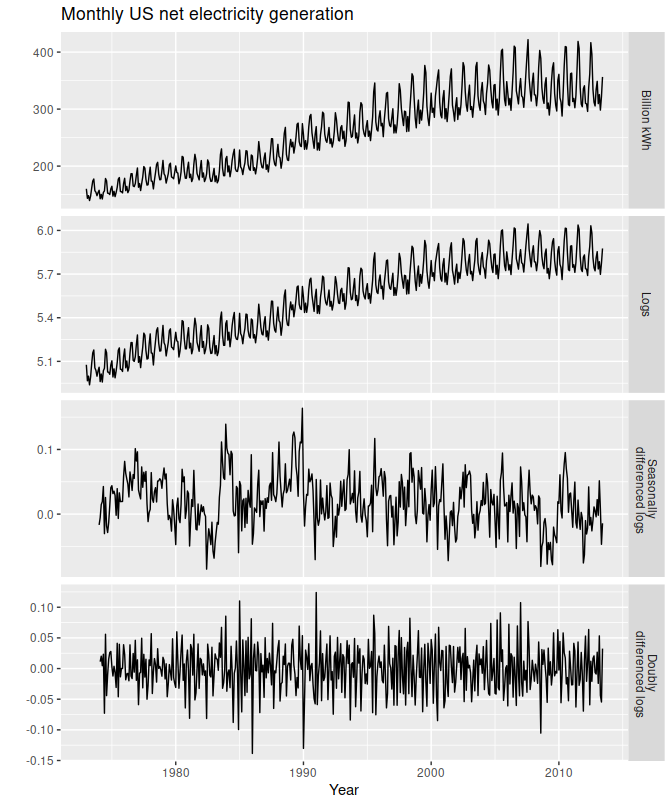 Monthly US net electricity generation
400
300
200
Billion kWh
6.0
5.7
5.4
5.1
Logs
0.1
0.0
Seasonally
differenced logs
0.10
0.05
0.00
-0.05
-0.10
-0.15
Doubly
differenced logs
1980
1990
2000
2010
Year